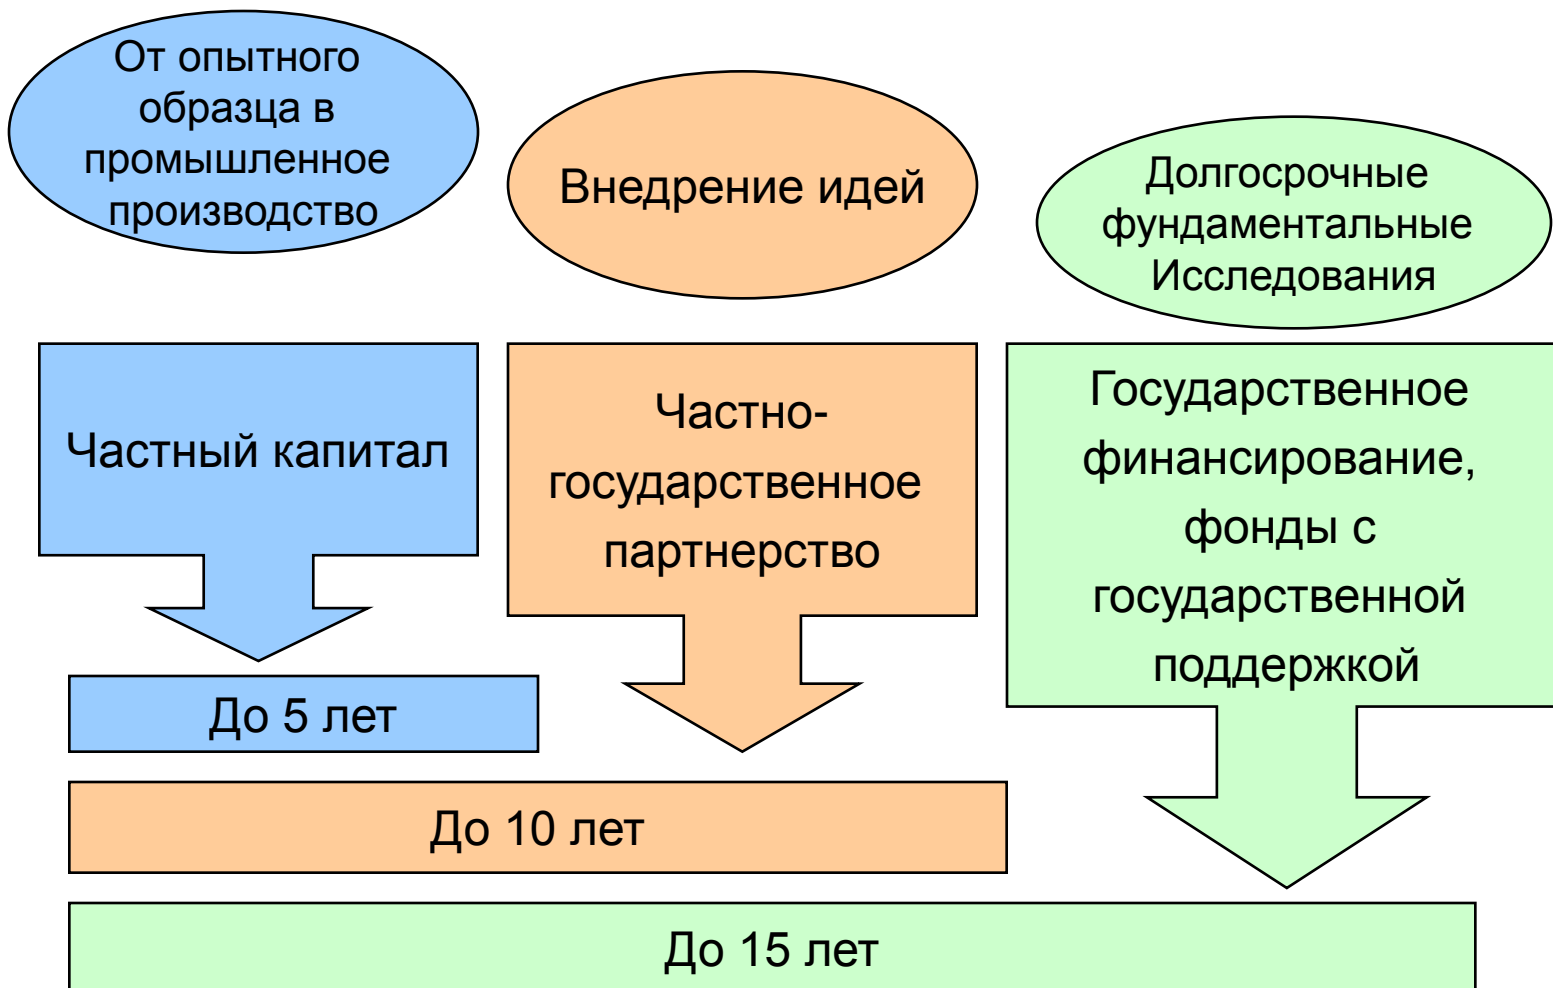 От опытного
образца в
промышленное
производство
Внедрение идей
Долгосрочные
фундаментальные
Исследования
Частный капитал
Частно-
государственное
партнерство
Государственное
финансирование,
фонды с
государственной
поддержкой
До 5 лет
До 10 лет
До 15 лет